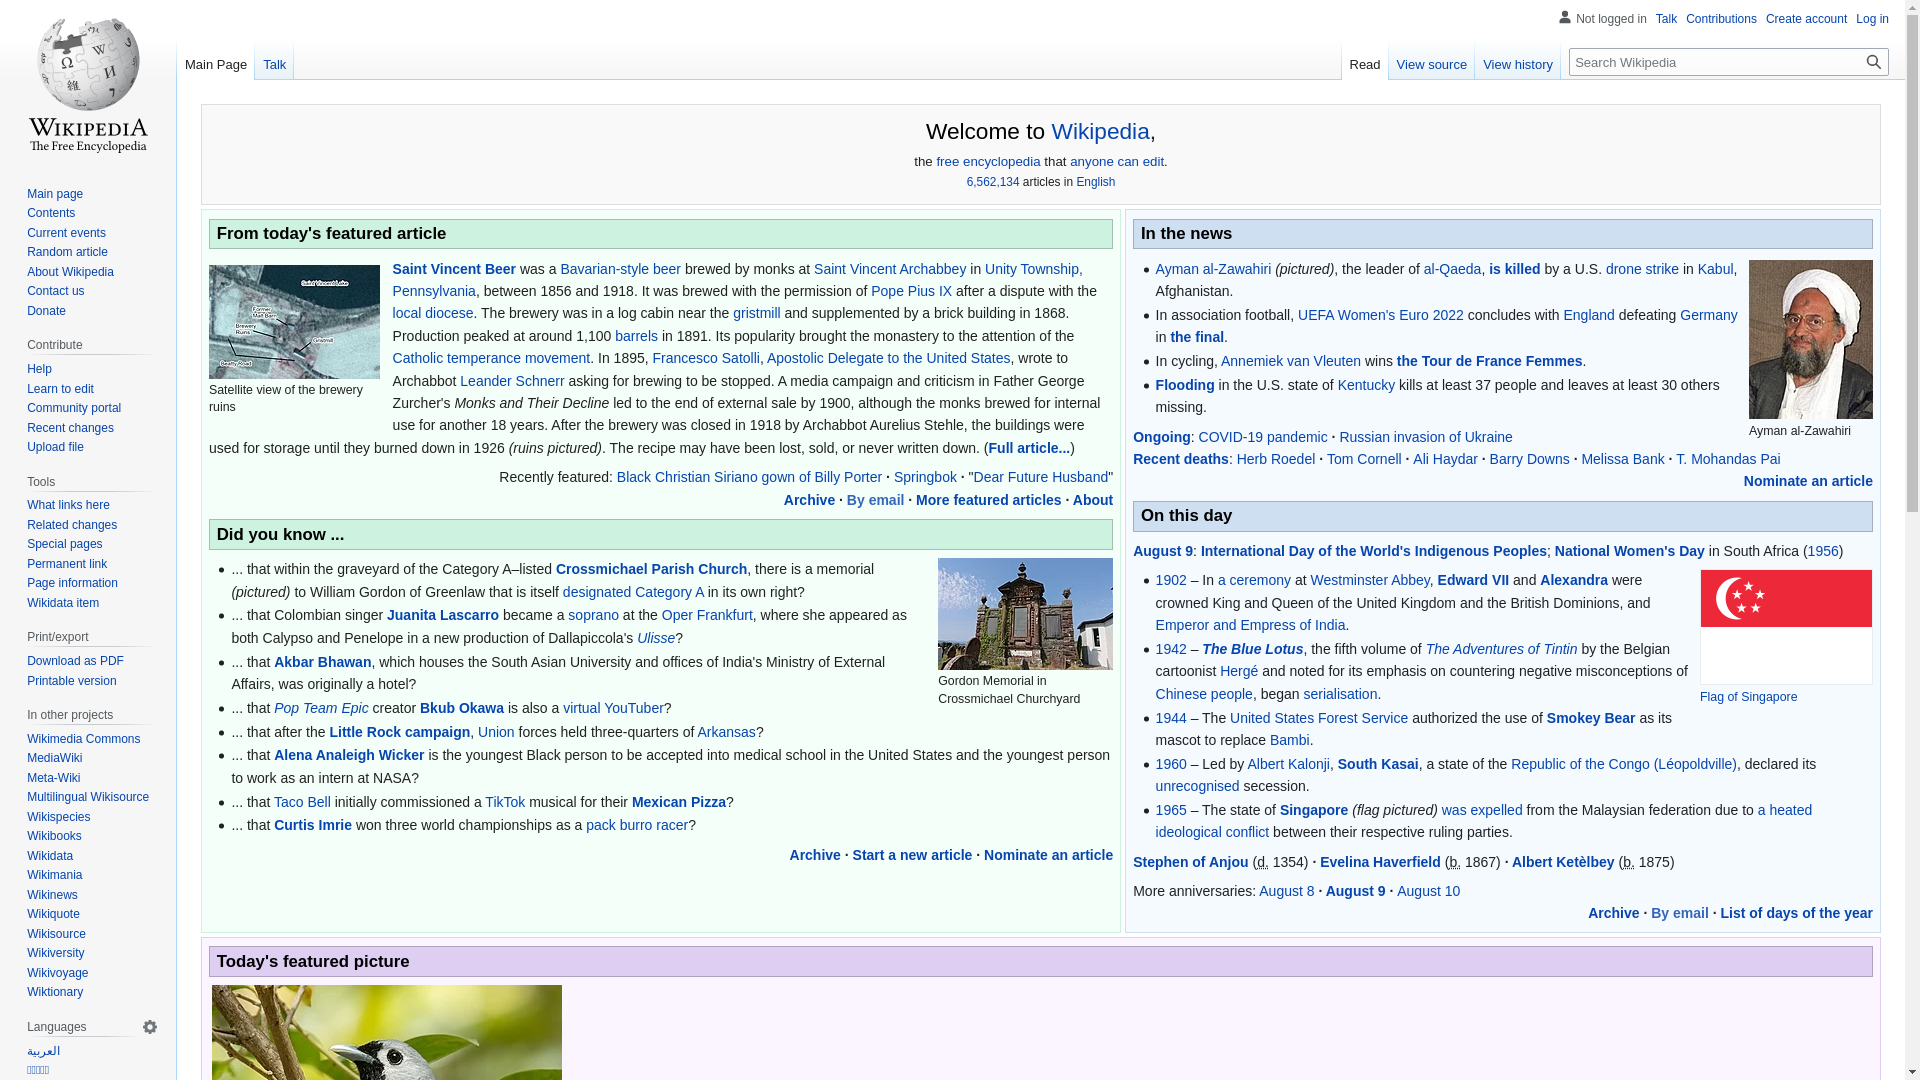 Not logged in Talk Contributions Create account Log in
Main Page Talk Read View source View history Search Wikipedia
WIKIPEDIA
The Free Encyclopedia
Main page
Contents
Current events
Random article
About Wikipedia
Contact us
Donate
Contribute
Help
Learn to edit
Community portal
Recent changes
Upload file
Tools
What links here
Related changes
Special pages
Permanent link
Page information
Wikidata item
Print/export
Download as PDF
Printable version
In other projects
Wikimedia Commons
MediaWiki
Meta-Wiki
Multilingual Wikisource
Wikispecies
Wikibooks
Wikidata
Wikimania
Wikinews
Wikiquote
Wikisource
Wikiversity
Wikivoyage
Wiktionary
Languages
العربية
Welcome to Wikipedia,
the free encyclopedia that anyone can edit.
6,562,134 articles in English
From today's featured article
Saint Vincent Lake
Former Malt Barn
Brewery Ruins
Gristmill
Beatty Road
Satellite view of the brewery
ruins
Saint Vincent Beer was a Bavarian-style beer brewed by monks at Saint Vincent Archabbey in Unity Township,
Pennsylvania, between 1856 and 1918. It was brewed with the permission of Pope Pius IX after a dispute with the
local diocese. The brewery was in a log cabin near the gristmill and supplemented by a brick building in 1868.
Production peaked at around 1,100 barrels in 1891. Its popularity brought the monastery to the attention of the
Catholic temperance movement. In 1895, Francesco Satolli, Apostolic Delegate to the United States, wrote to
Archabbot Leander Schnerr asking for brewing to be stopped. A media campaign and criticism in Father George
Zurcher's Monks and Their Decline led to the end of external sale by 1900, although the monks brewed for internal
use for another 18 years. After the brewery was closed in 1918 by Archabbot Aurelius Stehle, the buildings were
used for storage until they burned down in 1926 (ruins pictured). The recipe may have been lost, sold, or never written down. (Full article...)
Recently featured: Black Christian Siriano gown of Billy Porter · Springbok · "Dear Future Husband"
Archive · By email · More featured articles · About
Did you know ...
... that within the graveyard of the Category A–listed Crossmichael Parish Church, there is a memorial
(pictured) to William Gordon of Greenlaw that is itself designated Category A in its own right?
... that Colombian singer Juanita Lascarro became a soprano at the Oper Frankfurt, where she appeared as
both Calypso and Penelope in a new production of Dallapiccola's Ulisse?
... that Akbar Bhawan, which houses the South Asian University and offices of India's Ministry of External
Affairs, was originally a hotel?
... that Pop Team Epic creator Bkub Okawa is also a virtual YouTuber?
... that after the Little Rock campaign, Union forces held three-quarters of Arkansas?
... that Alena Analeigh Wicker is the youngest Black person to be accepted into medical school in the United States and the youngest person
to work as an intern at NASA?
... that Taco Bell initially commissioned a TikTok musical for their Mexican Pizza?
... that Curtis Imrie won three world championships as a pack burro racer?
Gordon Memorial in
Crossmichael Churchyard
Archive · Start a new article · Nominate an article
In the news
Ayman al-Zawahiri (pictured), the leader of al-Qaeda, is killed by a U.S. drone strike in Kabul,
Afghanistan.
In association football, UEFA Women's Euro 2022 concludes with England defeating Germany
in the final.
In cycling, Annemiek van Vleuten wins the Tour de France Femmes.
Flooding in the U.S. state of Kentucky kills at least 37 people and leaves at least 30 others
missing.
Ayman al-Zawahiri
Ongoing: COVID-19 pandemic · Russian invasion of Ukraine
Recent deaths: Herb Roedel · Tom Cornell · Ali Haydar · Barry Downs · Melissa Bank · T. Mohandas Pai
Nominate an article
On this day
August 9: International Day of the World's Indigenous Peoples; National Women's Day in South Africa (1956)
1902 – In a ceremony at Westminster Abbey, Edward VII and Alexandra were
crowned King and Queen of the United Kingdom and the British Dominions, and
Emperor and Empress of India.
1942 – The Blue Lotus, the fifth volume of The Adventures of Tintin by the Belgian
cartoonist Hergé and noted for its emphasis on countering negative misconceptions of
Chinese people, began serialisation.
1944 – The United States Forest Service authorized the use of Smokey Bear as its
mascot to replace Bambi.
1960 – Led by Albert Kalonji, South Kasai, a state of the Republic of the Congo (Léopoldville), declared its
unrecognised secession.
1965 – The state of Singapore (flag pictured) was expelled from the Malaysian federation due to a heated
ideological conflict between their respective ruling parties.
Flag of Singapore
Stephen of Anjou (d. 1354) · Evelina Haverfield (b. 1867) · Albert Ketèlbey (b. 1875)
More anniversaries: August 8 · August 9 · August 10
Archive · By email · List of days of the year
Today's featured picture